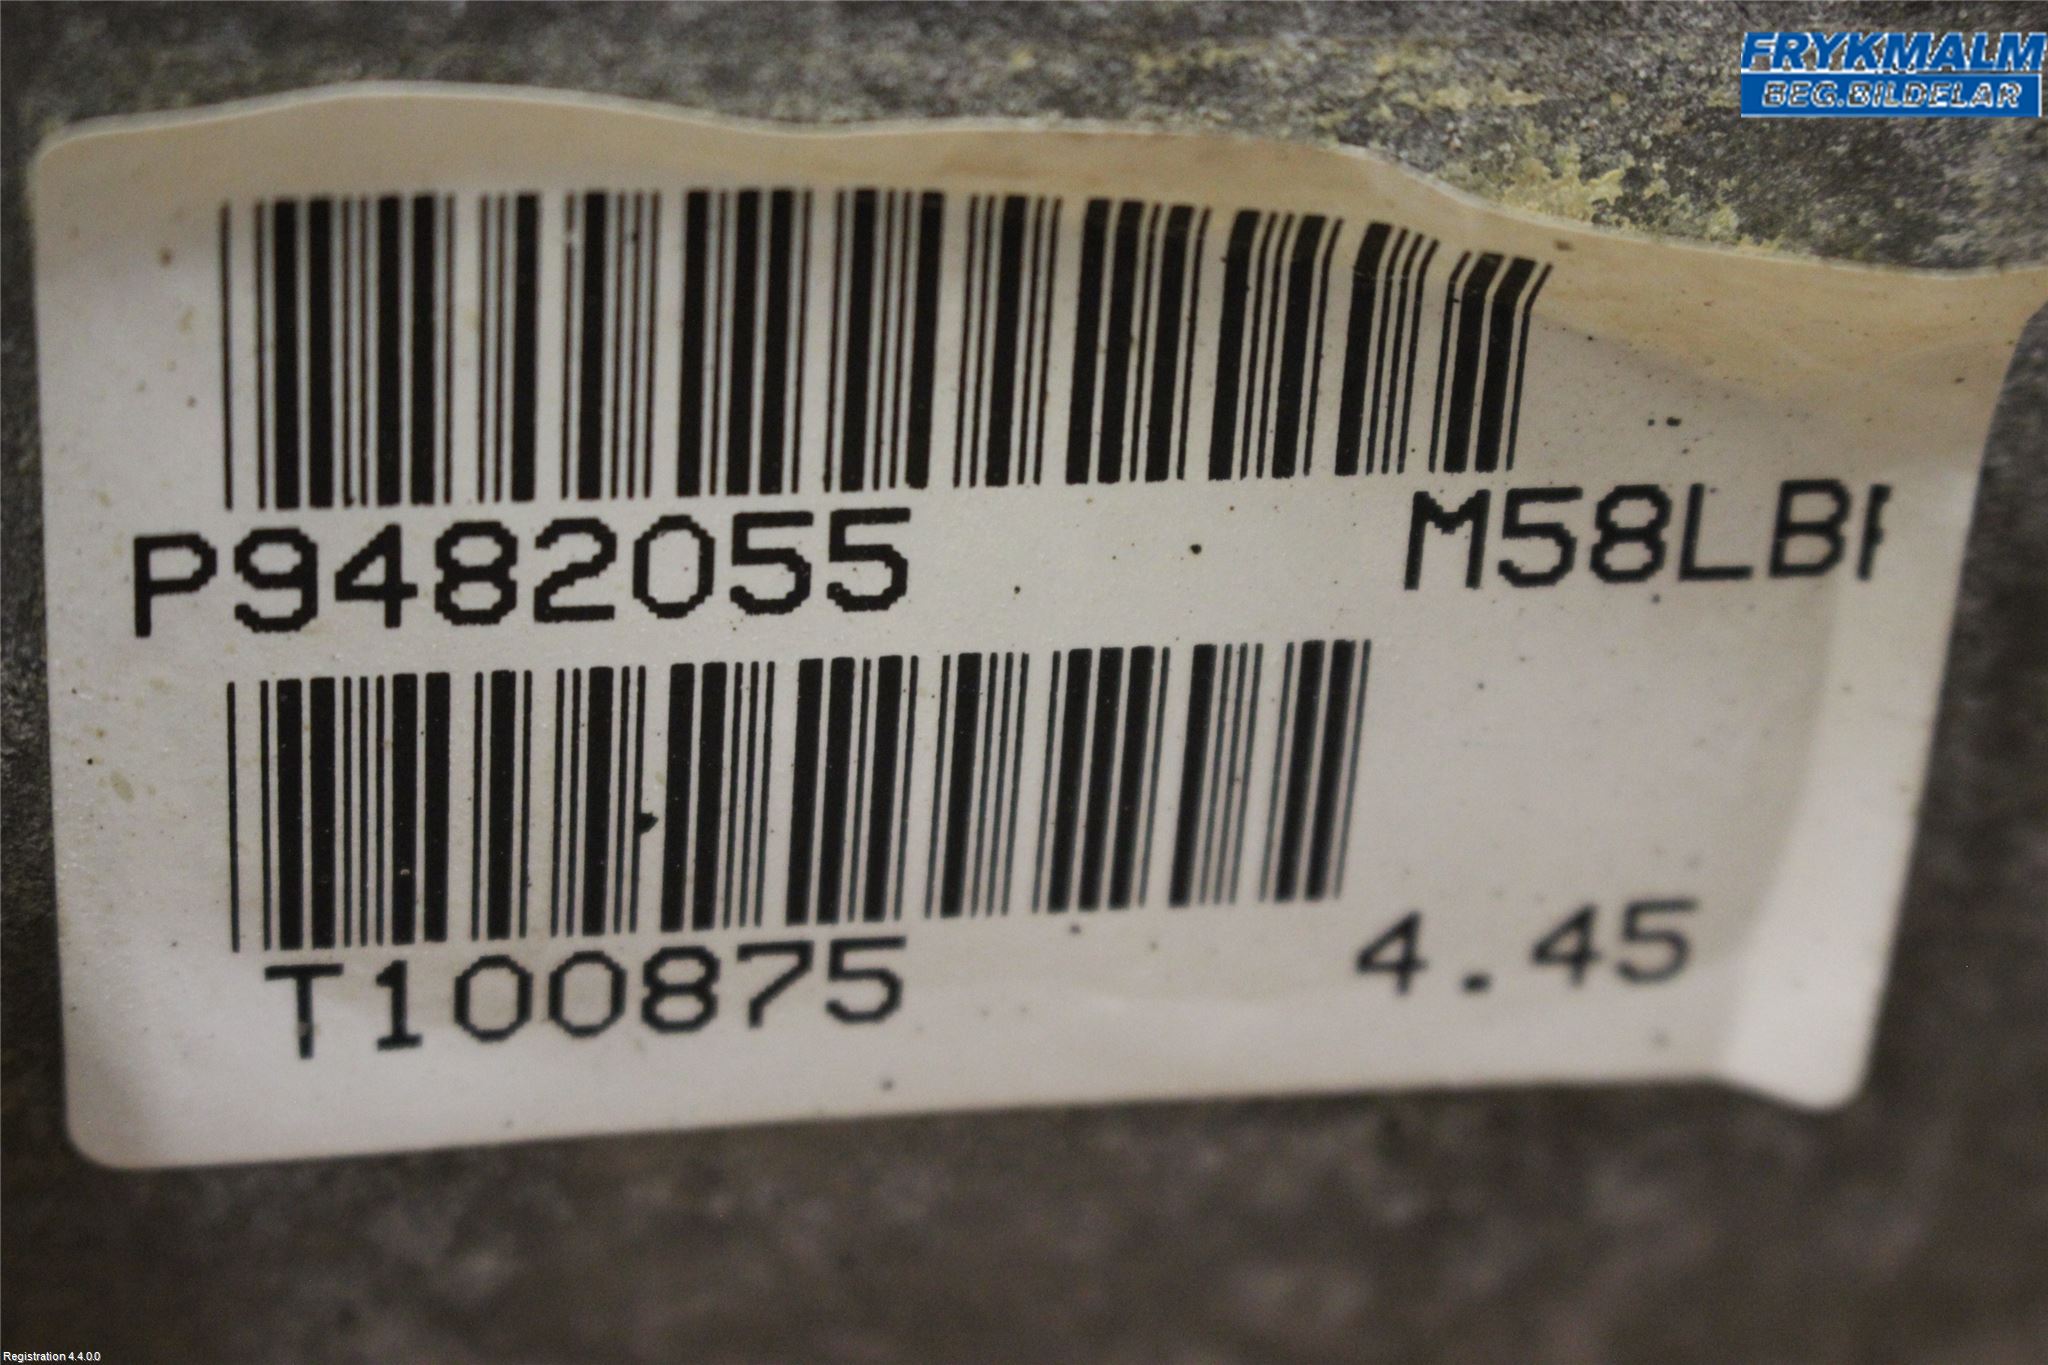 FRYKMALM
BEG.BILDELAR
P9482055 M58LB
T100875 4.45
Registration 4.4.0.0